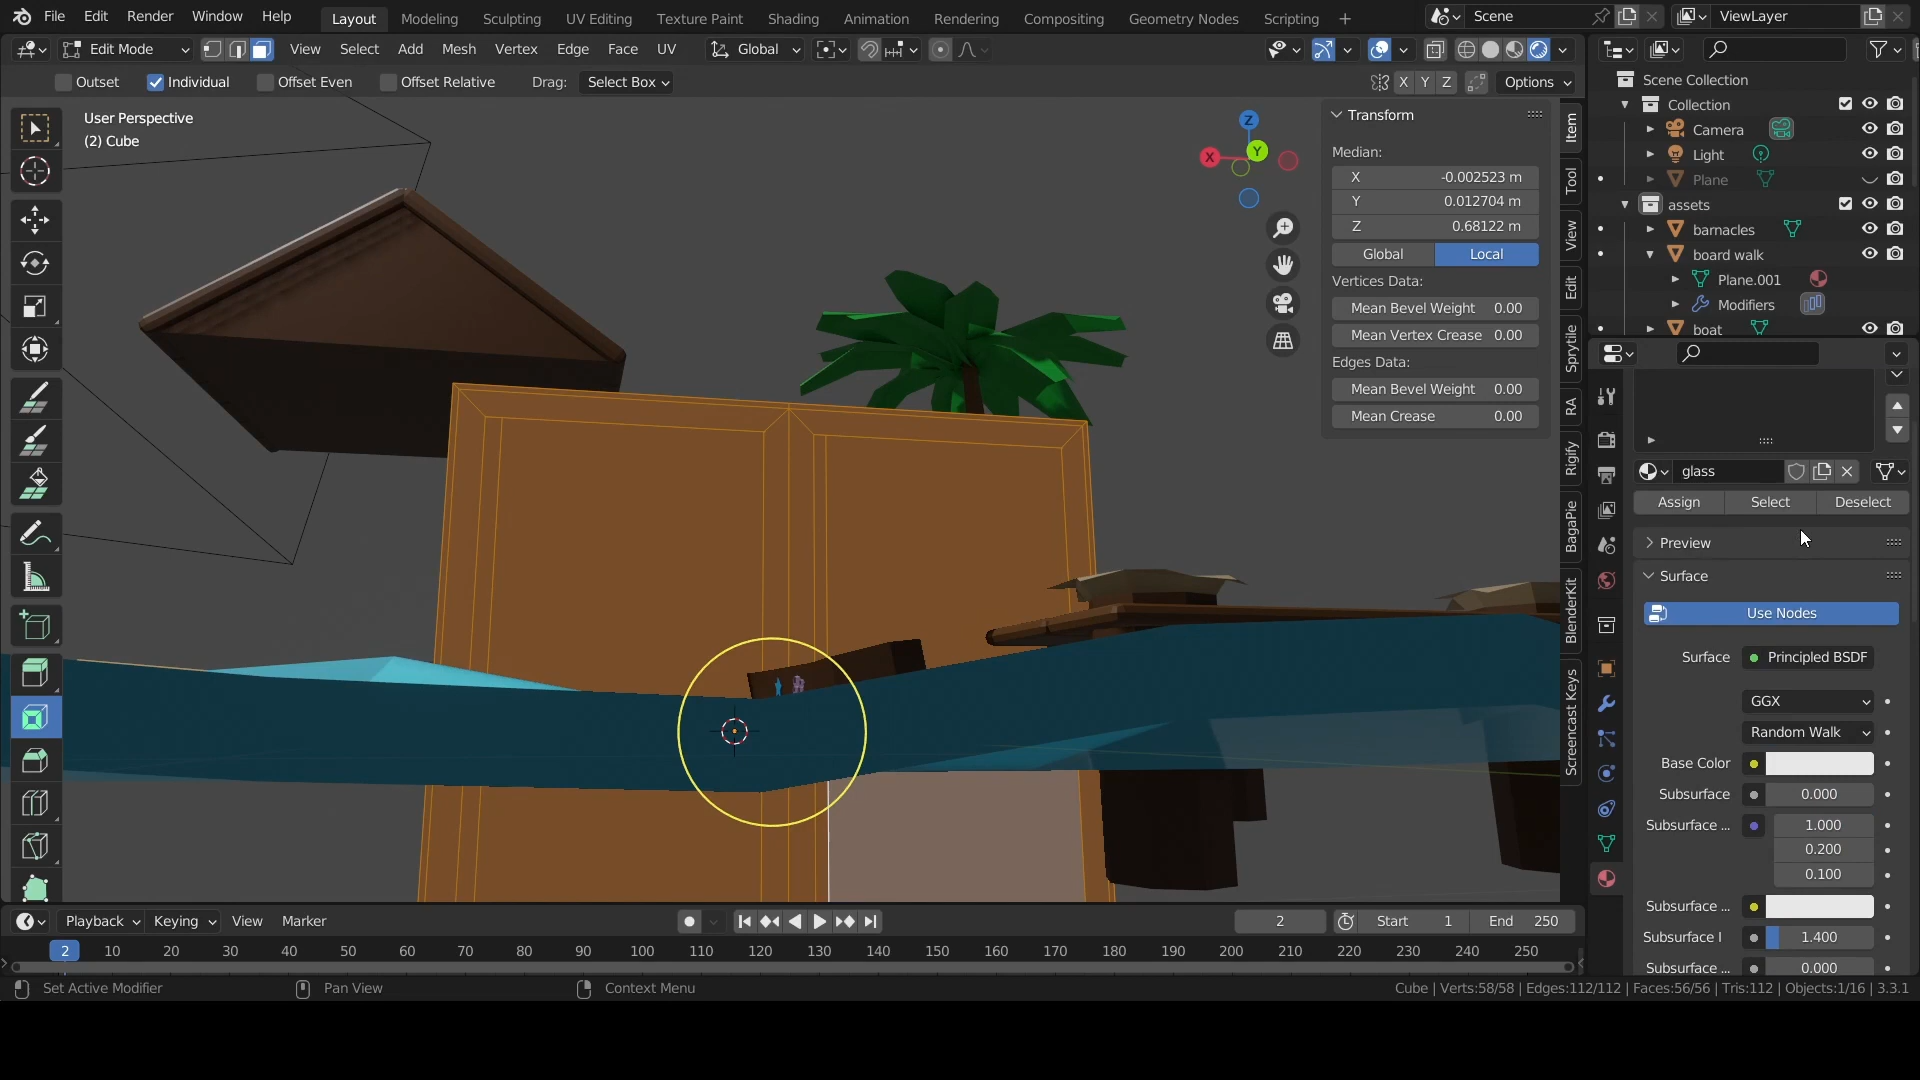 File Edit Render Window Help Layout Modeling Sculpting UV Editing Texture Paint Shading Animation Rendering Compositing Geometry Nodes Scripting + Scene ViewLayer
Edit Mode View Select Add Mesh Vertex Edge Face UV Global
Outset Individual Offset Even Offset Relative Drag: Select Box X Y Z Options
User Perspective
(2) Cube
Z
X
Y
Transform
Median:
X -0.002523 m
Y 0.012704 m
Z 0.68122 m
Global Local
Vertices Data:
Mean Bevel Weight 0.00
Mean Vertex Crease 0.00
Edges Data:
Mean Bevel Weight 0.00
Mean Crease 0.00
Item
Tool
View
Edit
Sprytile
RA
Rigify
BagaPie
BlenderKit
Screencast Keys
Scene Collection
Collection
Camera
Light
Plane
assets
barnacles
board walk
Plane.001
Modifiers
boat
glass
Assign Select Deselect
Preview
Surface
Use Nodes
Surface Principled BSDF
GGX
Random Walk
Base Color
Subsurface 0.000
Subsurface ... 1.000
0.200
0.100
Subsurface ...
Subsurface I 1.400
Subsurface ... 0.000
Playback Keying View Marker 2 Start 1 End 250
2 10 20 30 40 50 60 70 80 90 100 110 120 130 140 150 160 170 180 190 200 210 220 230 240 250
Set Active Modifier Pan View Context Menu Cube | Verts:58/58 | Edges:112/112 | Faces:56/56 | Tris:112 | Objects:1/16 | 3.3.1